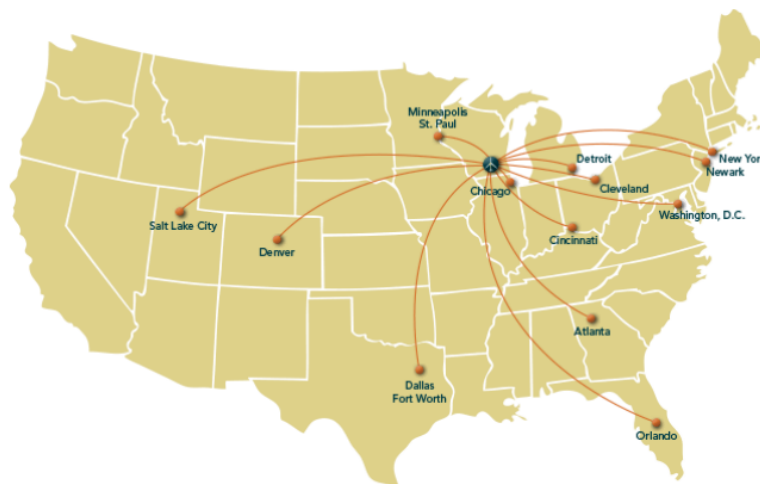 Minneapolis
St. Paul
Detroit
New York
Newark
Chicago
Cleveland
Washington, D.C.
Salt Lake City
Cincinnati
Denver
Atlanta
Dallas
Fort Worth
Orlando